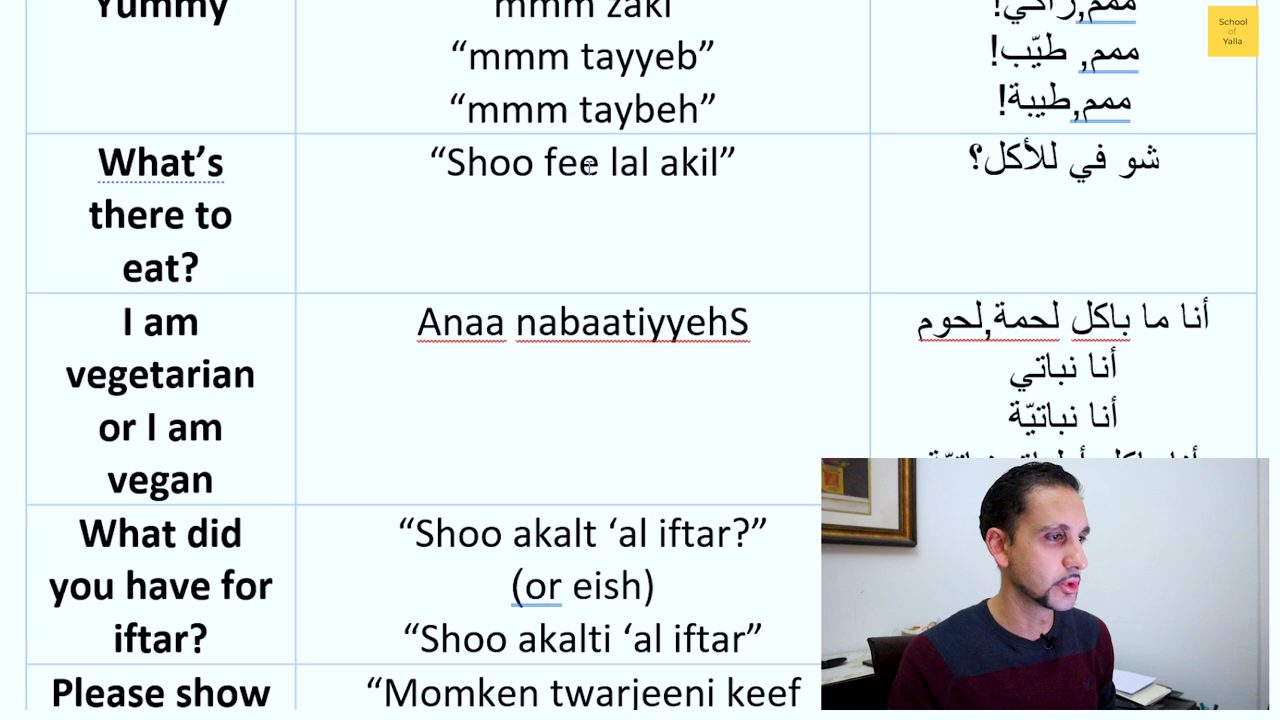 School
of
Yalla
Yummy
mmm zaki
“mmm tayyeb”
“mmm taybeh”
ممم,زاكي!
ممم, طيّب!
ممم,طيبة!
What’s
there to
eat?
“Shoo fee lal akil”
شو في للأكل؟
I am
vegetarian
or I am
vegan
Anaa nabaatiyyehS
أنا ما باكل لحمة,لحوم
أنا نباتي
أنا نباتيّة
What did
you have for
iftar?
“Shoo akalt ‘al iftar?”
(or eish)
“Shoo akalti ‘al iftar”
Please show
“Momken twarjeeni keef